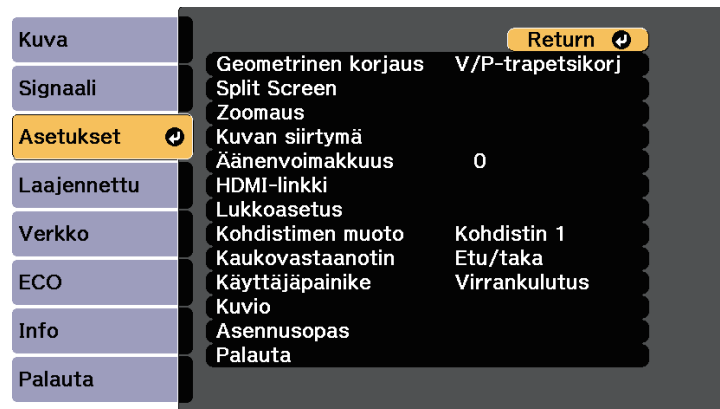 Kuva
Signaali
Asetukset
Laajennettu
Verkko
ECO
Info
Palauta
Return
Geometrinen korjaus V/P-trapetsikorj
Split Screen
Zoomaus
Kuvan siirtymä
Äänenvoimakkuus 0
HDMI-linkki
Lukkoasetus
Kohdistimen muoto Kohdistin 1
Kaukovastaanotin Etu/taka
Käyttäjäpainike Virrankulutus
Kuvio
Asennusopas
Palauta